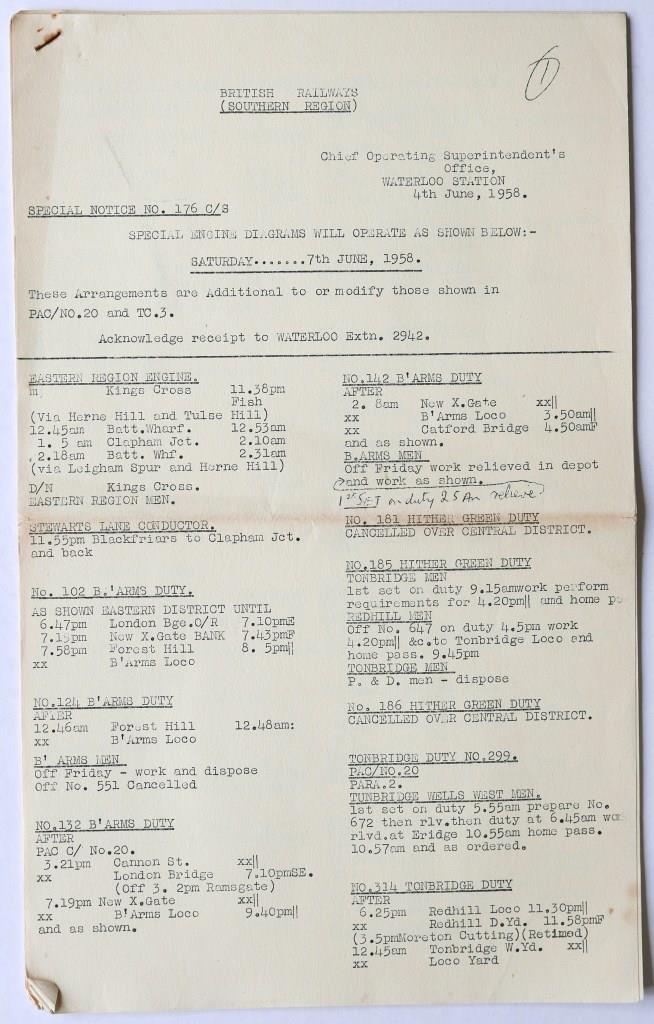 1
BRITISH RAILWAYS
(SOUTHERN REGION)
Chief Operating Superintendent's
Office,
WATERLOO STATION
4th June, 1958.
SPECIAL NOTICE NO. 176 C/S
SPECIAL ENGINE DIAGRAMS WILL OPERATE AS SHOWN BELOW:-
SATURDAY.......7th JUNE, 1958.
These Arrangements are Additional to or modify those shown in
PAC/NO.20 and TC.3.
Acknowledge receipt to WATERLOO Extn. 2942.
EASTERN REGION ENGINE.
m, Kings Cross 11.38pm
Fish
(Via Herne Hill and Tulse Hill)
12.45am Batt.Wharf. 12.53am
1. 5 am Clapham Jct. 2.10am
2.18am Batt. Whf. 2.31am
(via Leigham Spur and Herne Hill)
D/N Kings Cross.
EASTERN REGION MEN.
STEWARTS LANE CONDUCTOR.
11.55pm Blackfriars to Clapham Jct.
and back
No. 102 B.'ARMS DUTY.
AS SHOWN EASTERN DISTRICT UNTIL
6.47pm London Bge.O/R 7.10pmE
7.15pm New X.Gate BANK 7.43pmF
7.58pm Forest Hill 8. 5pm||
xx B'Arms Loco
NO.124 B'ARMS DUTY
AFTER
12.46am Forest Hill 12.48am:
xx B'Arms Loco
B' ARMS MEN
Off Friday - work and dispose
Off No. 551 Cancelled
NO.132 B'ARMS DUTY
AFTER
PAC C/ No.20.
3.21pm Cannon St. xx||
xx London Bridge 7.10pmSE.
(Off 3. 2pm Ramsgate)
7.19pm New X.Gate xx||
xx B'Arms Loco 9.40pm||
and as shown.
NO.142 B'ARMS DUTY
AFTER
2. 8am New X.Gate xx||
xx B'Arms Loco 3.50am||
xx Catford Bridge 4.50amF
and as shown.
B.ARMS MEN
Off Friday work relieved in depot
and work as shown.
1st SET on duty 25 Am relieve
NO. 181 HITHER GREEN DUTY
CANCELLED OVER CENTRAL DISTRICT.
NO.185 HITHER GREEN DUTY
TONBRIDGE MEN
1st set on duty 9.15amwork perform
requirements for 4.20pm|| amd home p
REDHILL MEN
Off No. 647 on duty 4.5pm work
4.20pm|| &c.to Tonbridge Loco and
home pass. 9.45pm
TONBRIDGE MEN
P. & D. men - dispose
No. 186 HITHER GREEN DUTY
CANCELLED OVER CENTRAL DISTRICT.
TONBRIDGE DUTY NO.299.
PAC/NO.20
PARA.2.
TUNBRIDGE WELLS WEST MEN.
1st set on duty 5.55am prepare No.
672 then rlv.then duty at 6.45am
rlvd.at Eridge 10.55am home pass.
10.57am and as ordered.
NO.314 TONBRIDGE DUTY
AFTER
6.25pm Redhill Loco 11.30pm||
xx Redhill D.Yd. 11.58pmF
(3.5pmMoreton Cutting)(Retimed)
12.45am Tonbridge W.Yd. xx||
xx Loco Yard